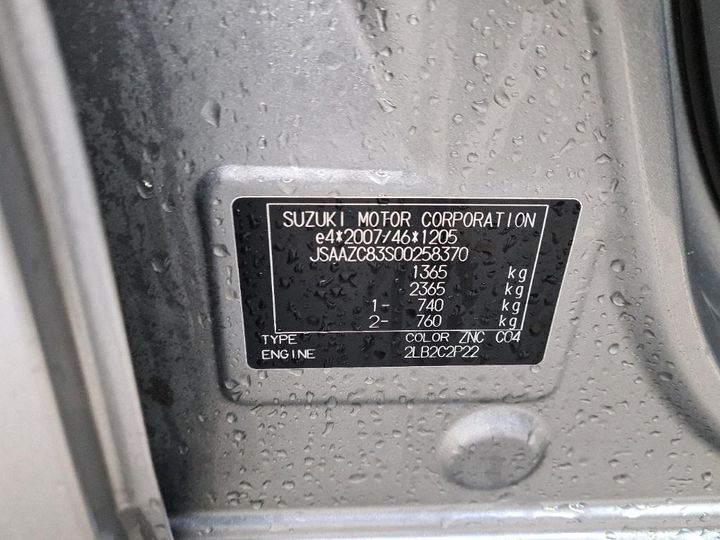 SUZUKI MOTOR CORPORATION
e4*2007/46*1205
JSAAZC83S00258370
1365 kg
2365 kg
1- 740 kg
2- 760 kg
TYPE COLOR ZNC C04
ENGINE 2LB2C2P22